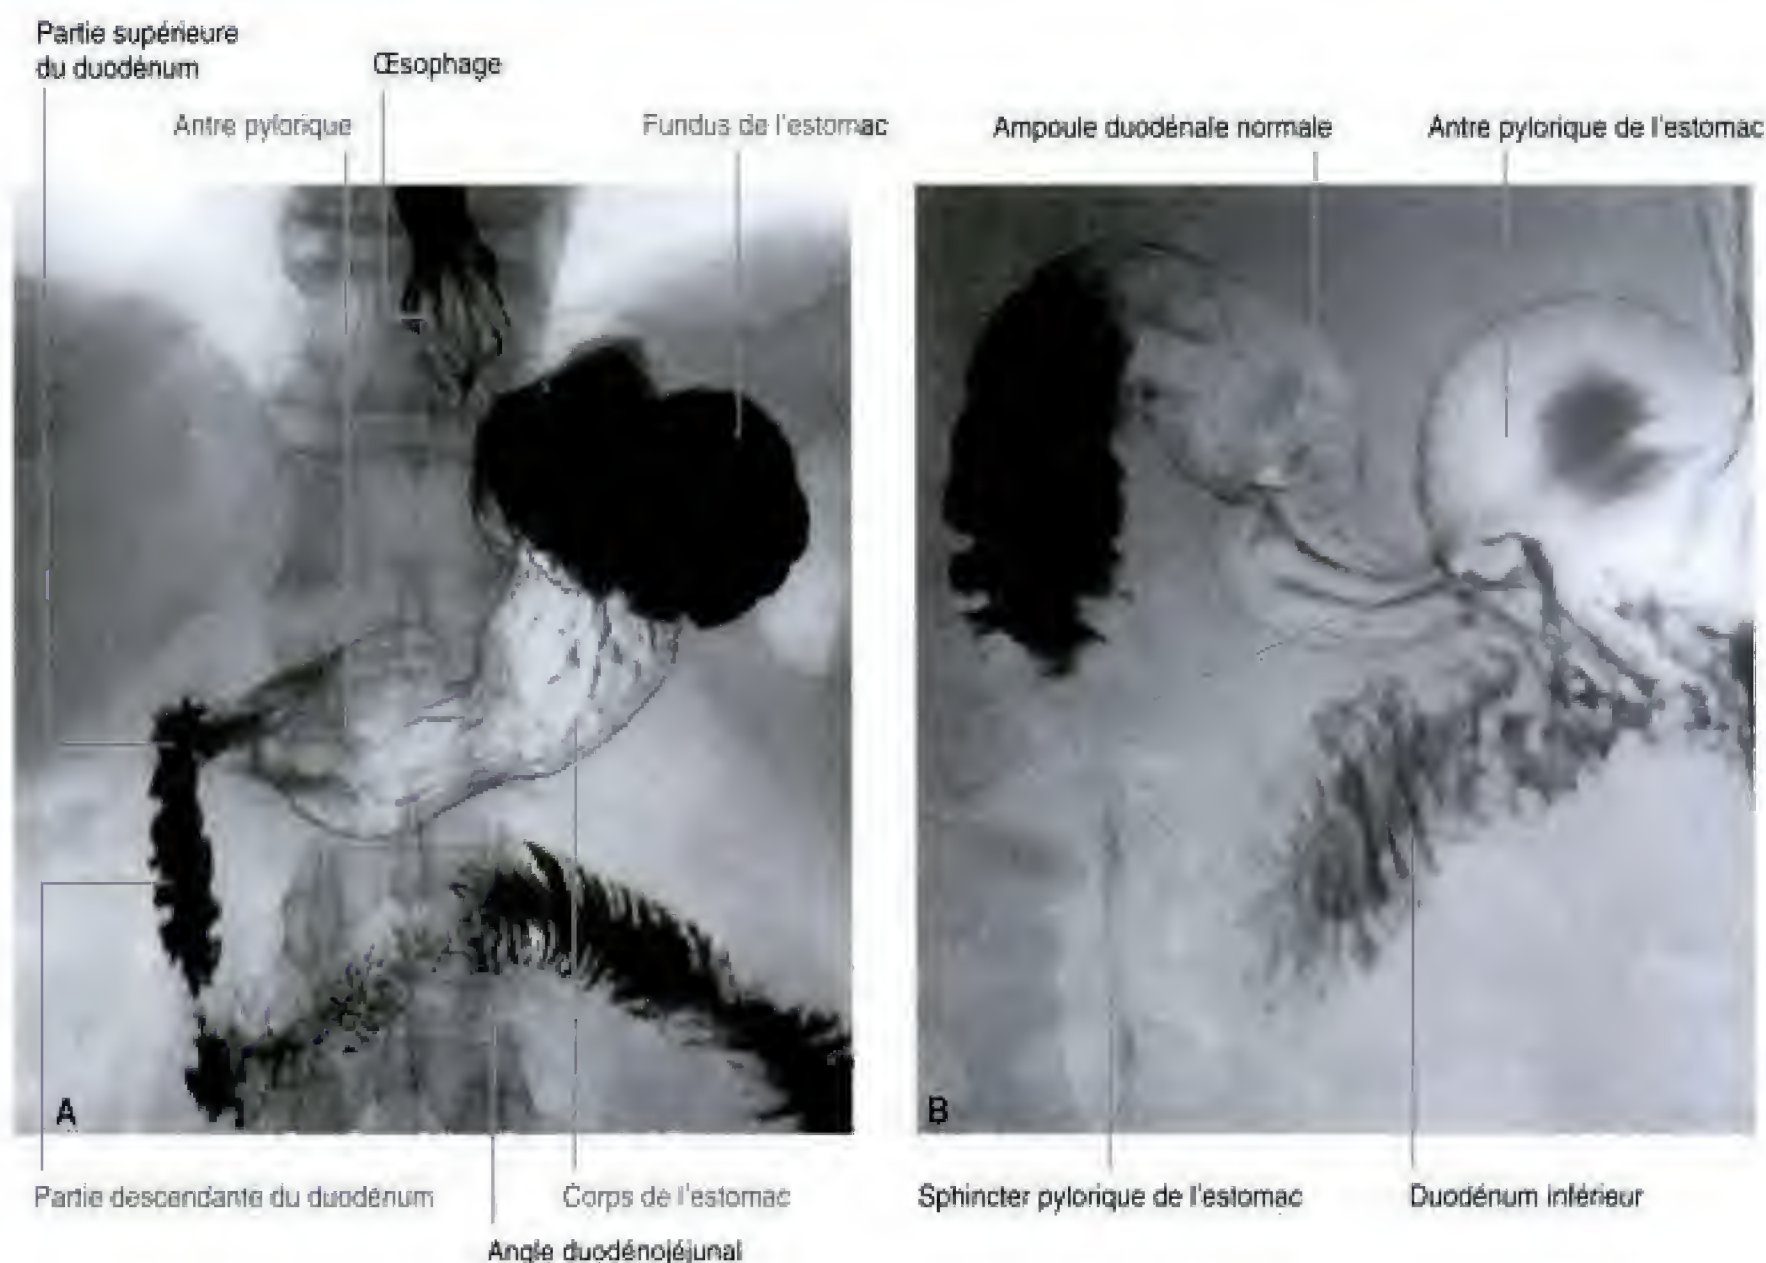 Partie supérieure
du duodénum
Œsophage
Antre pylorique
Fundus de l'estomac
Ampoule duodénale normale
Antre pylorique de l'estomac
A
B
Partie descendante du duodénum
Corps de l'estomac
Sphincter pylorique de l'estomac
Duodénum inférieur
Angle duodénojéjunal